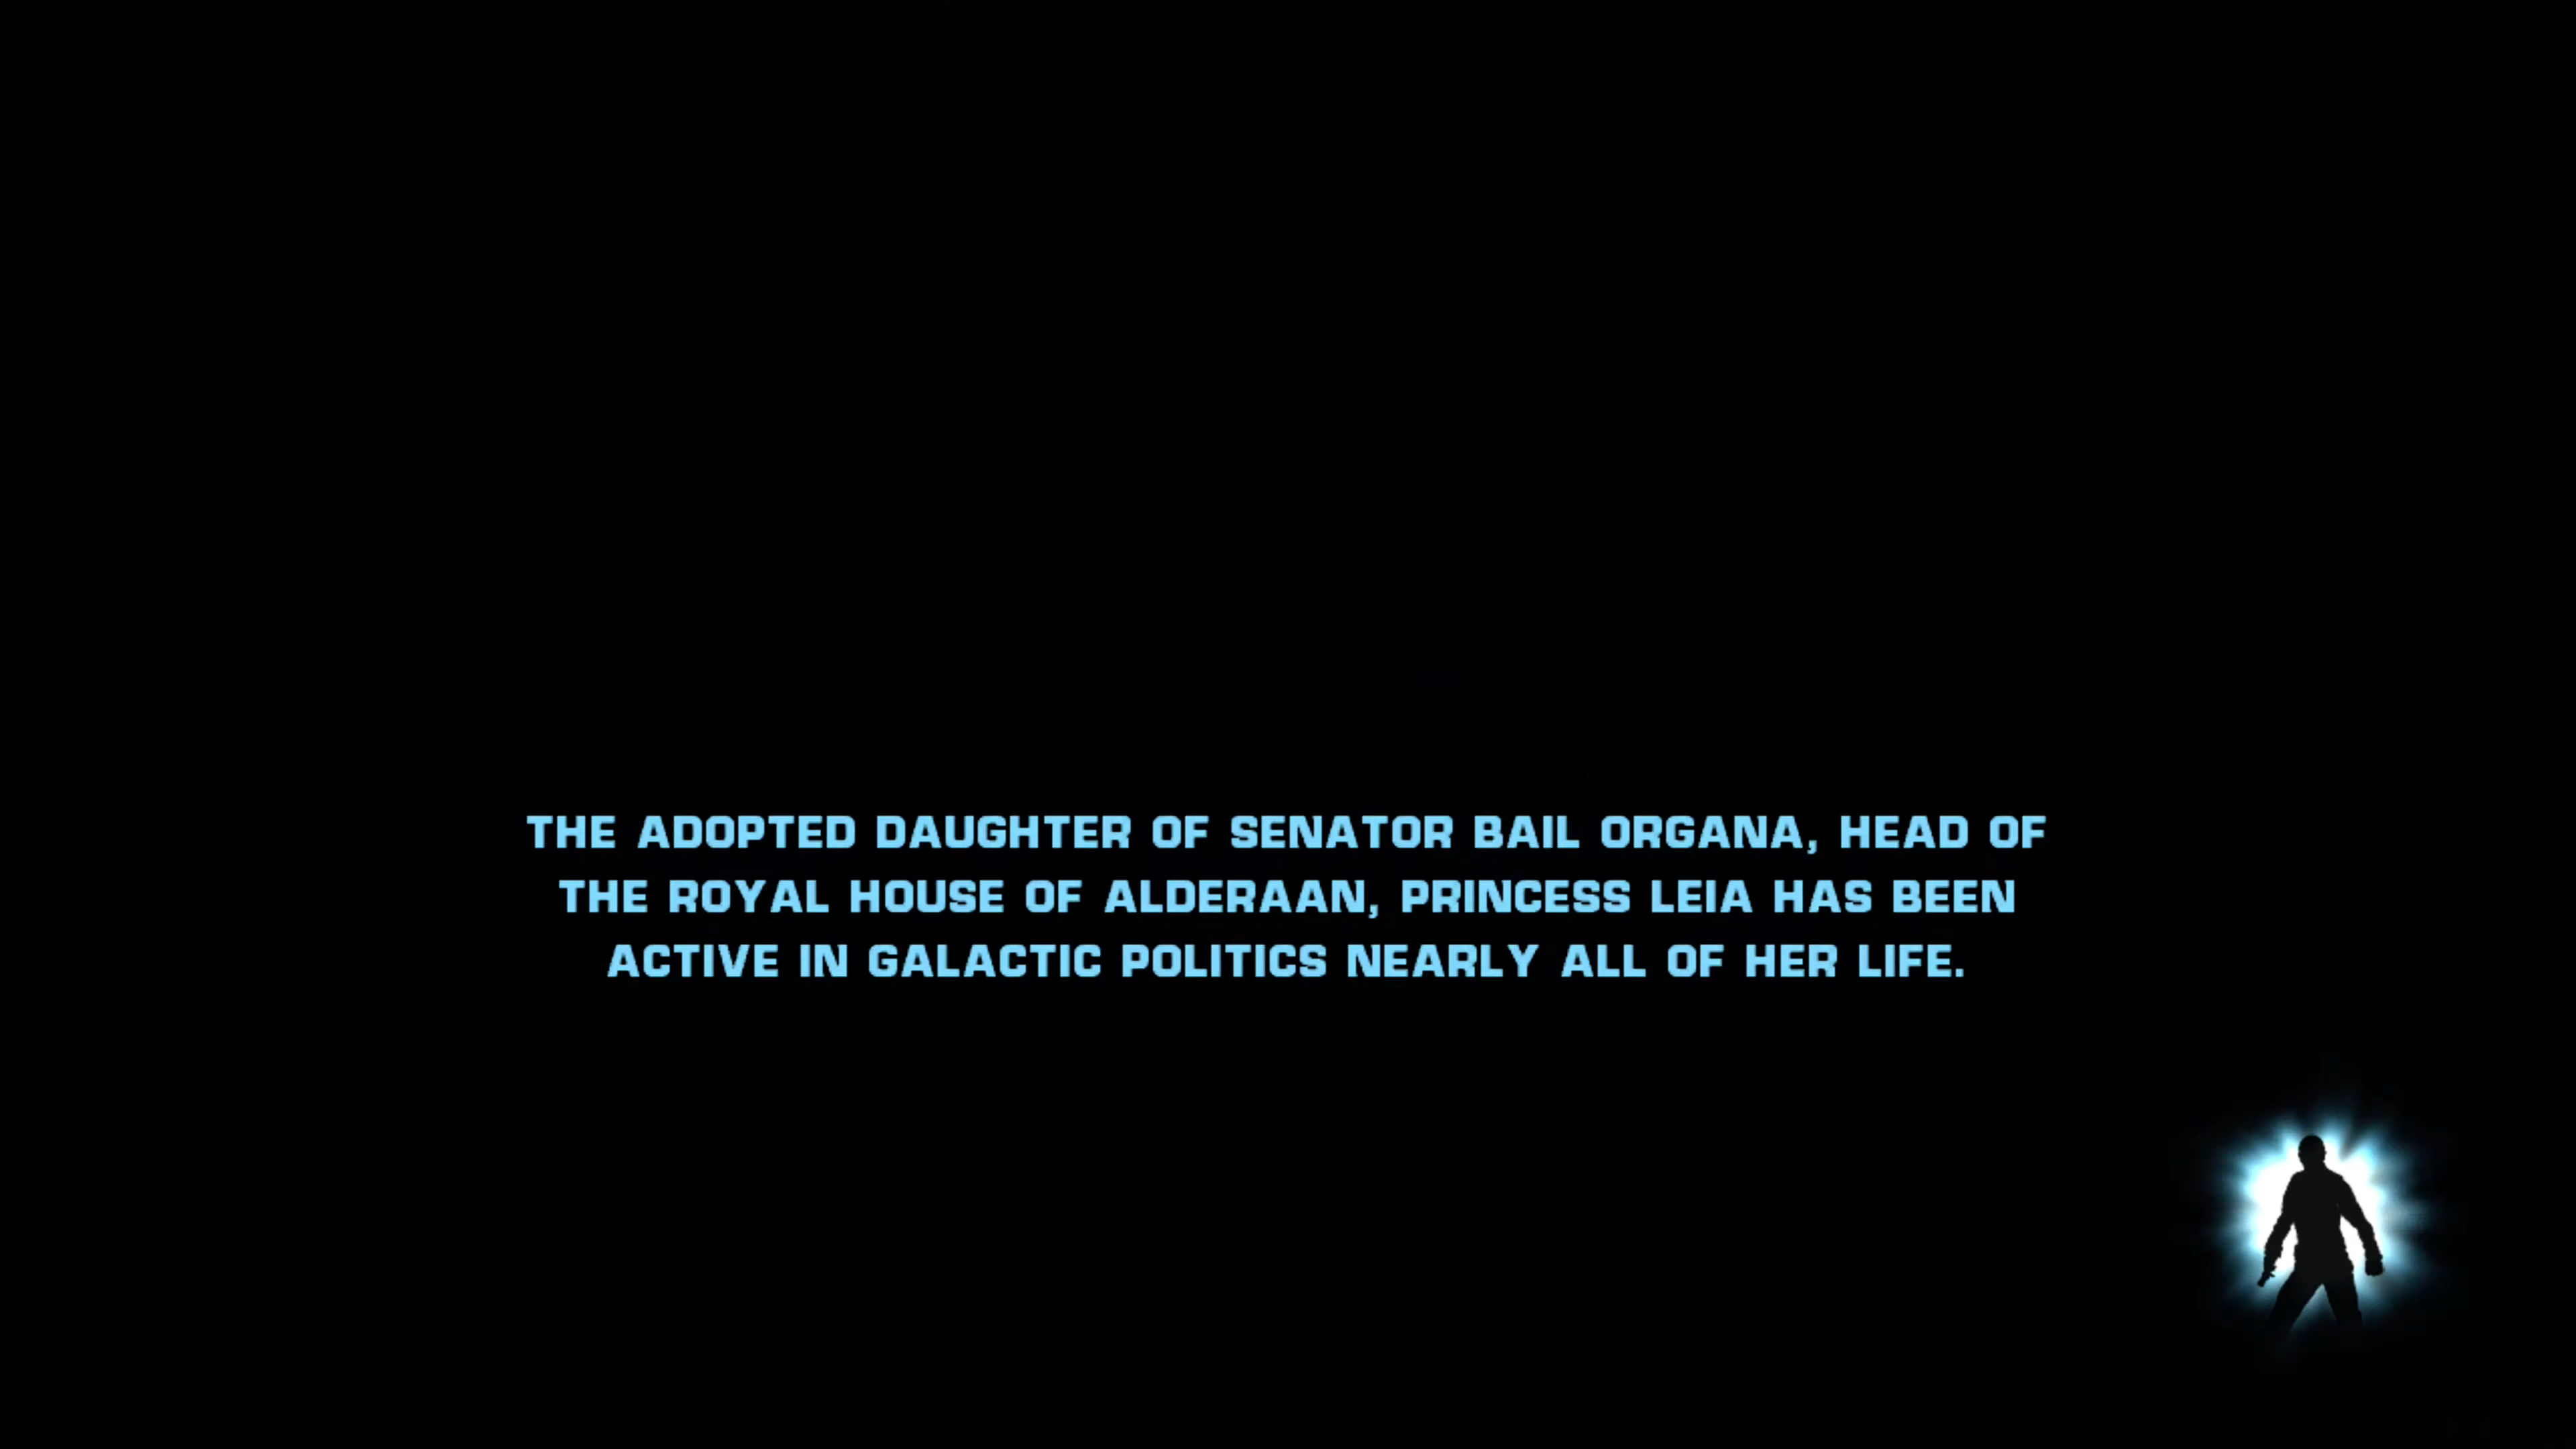 THE ADOPTED DAUGHTER OF SENATOR BAIL ORGANA, HEAD OF
THE ROYAL HOUSE OF ALDERAAN, PRINCESS LEIA HAS BEEN
ACTIVE IN GALACTIC POLITICS NEARLY ALL OF HER LIFE.